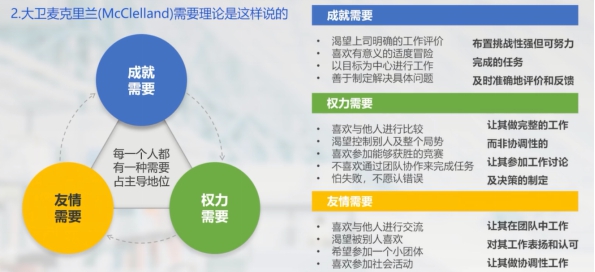 2.大卫麦克里兰(McClelland)需要理论是这样说的
成就
需要
每一个人都
有一种需要
占主导地位
友情
需要
权力
需要
成就需要
• 渴望上司明确的工作评价
• 喜欢有意义的适度冒险
• 以目标为中心进行工作
• 善于制定解决具体问题
布置挑战性强但可努力
完成的任务
及时准确地评价和反馈
权力需要
• 喜欢与他人进行比较
• 渴望控制别人及整个局势
• 喜欢参加能够获胜的竞赛
• 不喜欢通过团队协作来完成任务
• 怕失败，不愿认错误
让其做完整的工作
而非协调性的
让其参加工作讨论
及决策的制定
友情需要
• 喜欢与他人进行交流
• 渴望被别人喜欢
• 希望参加一个小团体
• 喜欢参加社会活动
让其在团队中工作
对其工作表扬和认可
让其做协调性工作